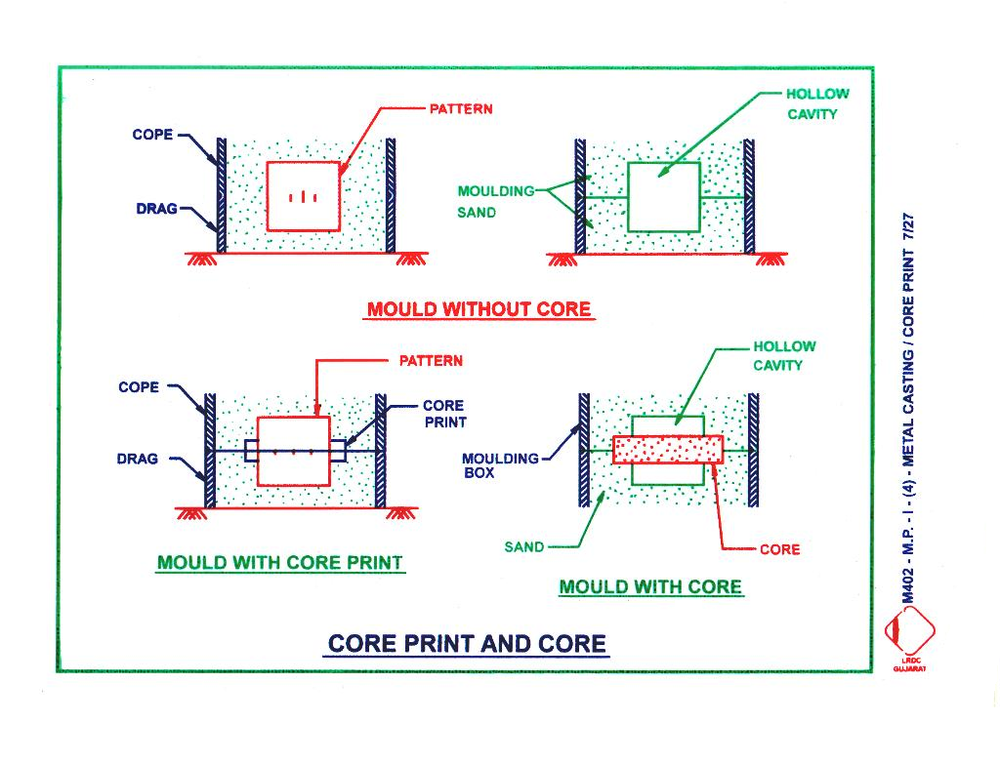 PATTERN
COPE
DRAG
HOLLOW
CAVITY
MOULDING
SAND
MOULD WITHOUT CORE
PATTERN
COPE
CORE
PRINT
DRAG
MOULD WITH CORE PRINT
HOLLOW
CAVITY
MOULDING
BOX
SAND
CORE
MOULD WITH CORE
CORE PRINT AND CORE
M402 - M.P. - I - (4) - METAL CASTING / CORE PRINT 7/27
LRDC
GUJARAT